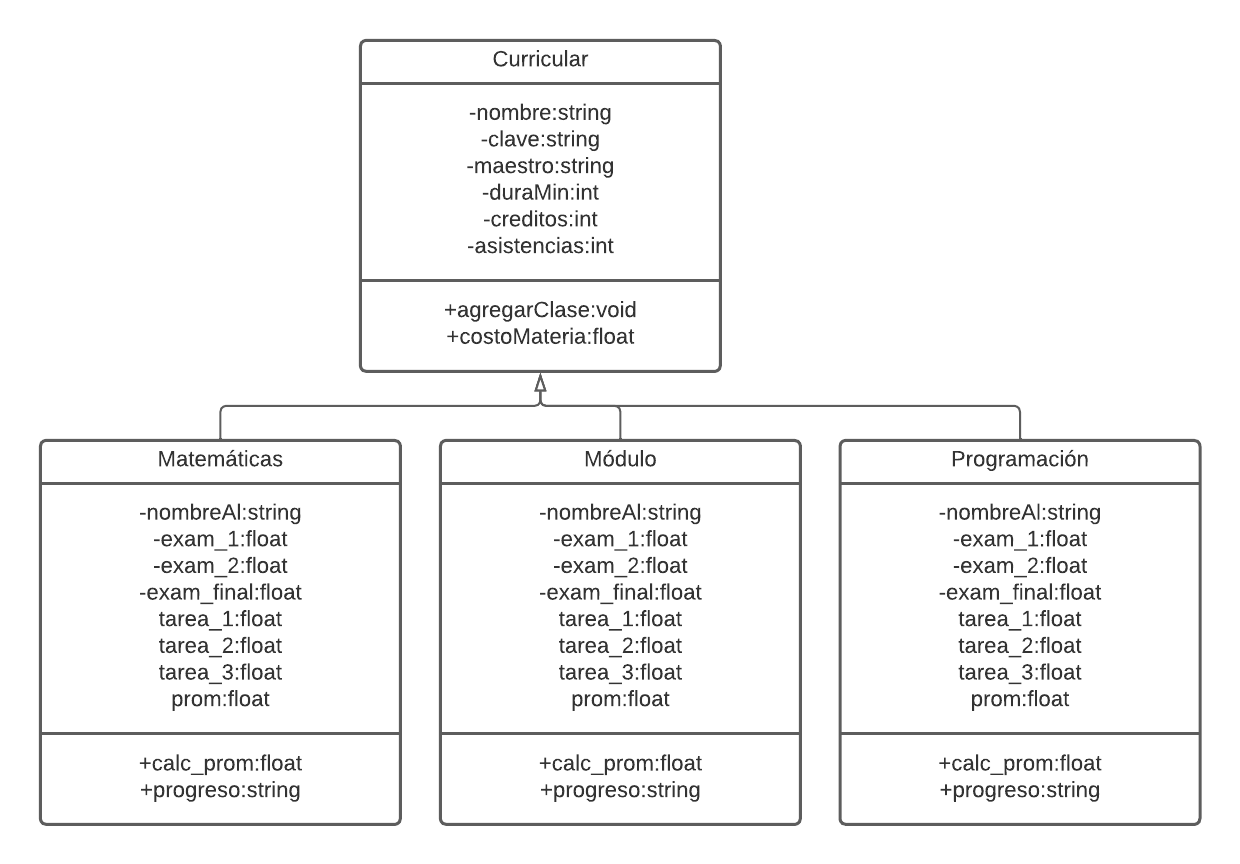 Curricular
-nombre:string
-clave:string
-maestro:string
-duraMin:int
-creditos:int
-asistencias:int
+agregarClase:void
+costoMateria:float
Matemáticas
-nombreAl:string
-exam_1:float
-exam_2:float
-exam_final:float
tarea_1:float
tarea_2:float
tarea_3:float
prom:float
+calc_prom:float
+progreso:string
Módulo
-nombreAl:string
-exam_1:float
-exam_2:float
-exam_final:float
tarea_1:float
tarea_2:float
tarea_3:float
prom:float
+calc_prom:float
+progreso:string
Programación
-nombreAl:string
-exam_1:float
-exam_2:float
-exam_final:float
tarea_1:float
tarea_2:float
tarea_3:float
prom:float
+calc_prom:float
+progreso:string